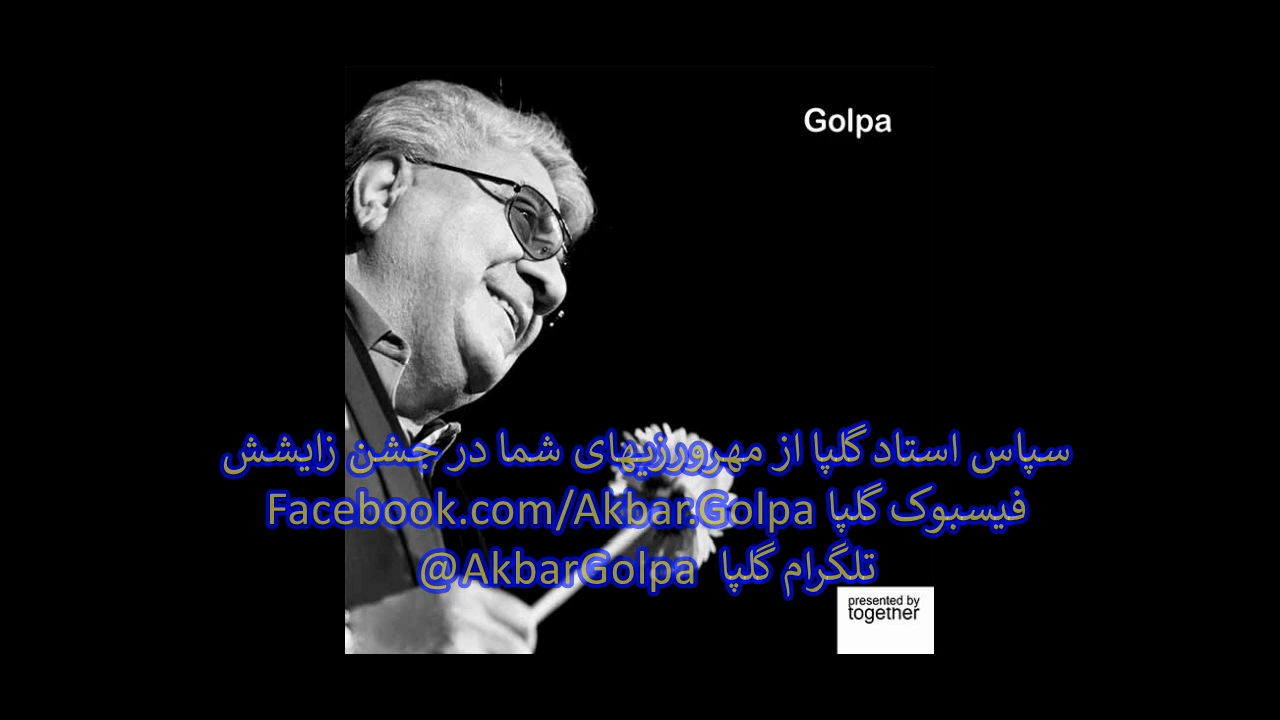 Golpa
سپاس استاد گلپا از مهرورزیهای شما در جشن زایشش
فیسبوک گلپا Facebook.com/Akbar.Golpa
تلگرام گلپا @AkbarGolpa
presented by
together